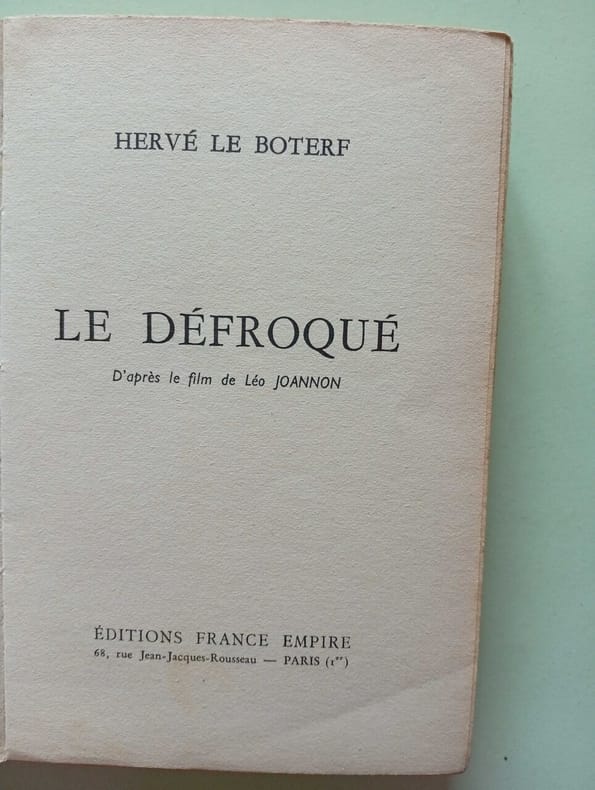 HERVÉ LE BOTERF
LE DÉFROQUÉ
D'après le film de Léo JOANNON
ÉDITIONS FRANCE EMPIRE
68, rue Jean-Jacques-Rousseau — PARIS (1er)